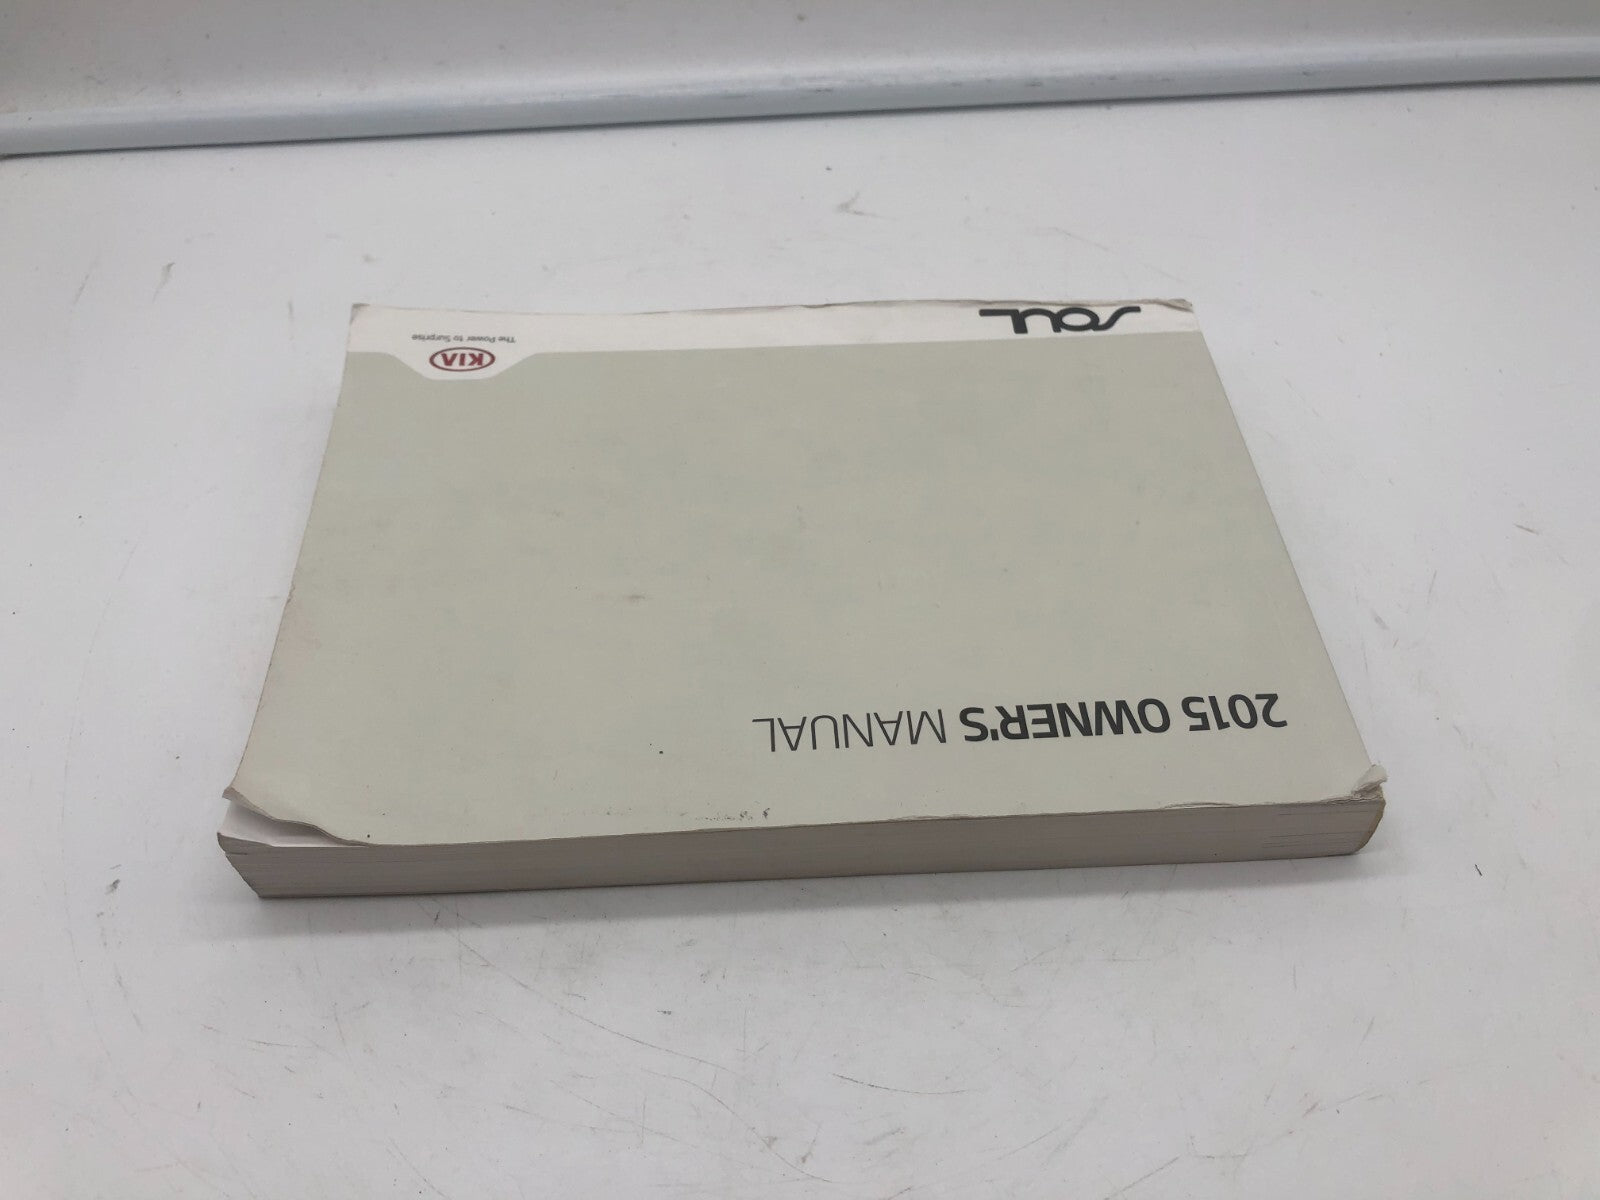 2015 OWNER'S MANUAL
SOUL
KIA
The Power to Surprise